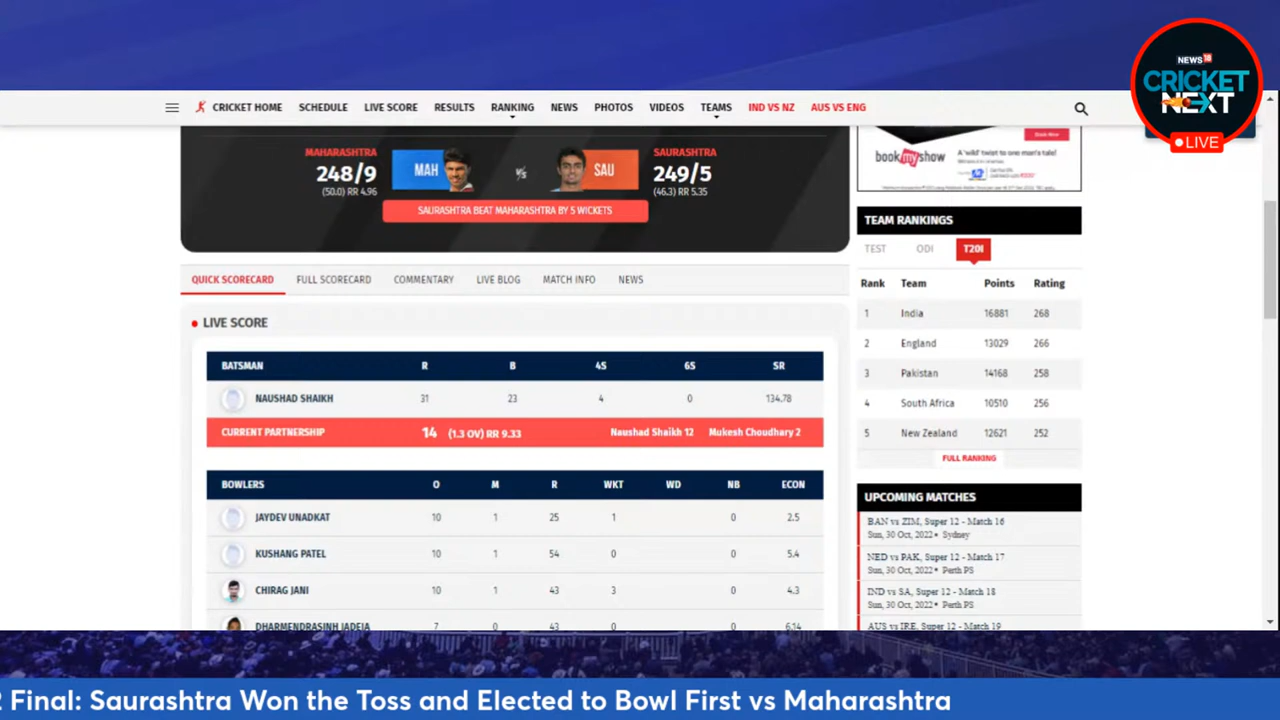 NEWS18
CRICKET
NEXT
LIVE
CRICKET HOME SCHEDULE LIVE SCORE RESULTS RANKING NEWS PHOTOS VIDEOS TEAMS IND VS NZ AUS VS ENG
MAHARASHTRA
248/9
(50.0) RR 4.96
MAH
V/S
SAU
SAURASHTRA
249/5
(46.3) RR 5.35
SAURASHTRA BEAT MAHARASHTRA BY 5 WICKETS
Book Now
bookmyshow
A 'wild' twist to one man's tale!
QUICK SCORECARD FULL SCORECARD COMMENTARY LIVE BLOG MATCH INFO NEWS
LIVE SCORE
BATSMAN R B 4S 6S SR
NAUSHAD SHAIKH 31 23 4 0 134.78
CURRENT PARTNERSHIP 14 (1.3 OV) RR 9.33 Naushad Shaikh 12 Mukesh Choudhary 2
BOWLERS O M R WKT WD NB ECON
JAYDEV UNADKAT 10 1 25 1 0 2.5
KUSHANG PATEL 10 1 54 0 0 5.4
CHIRAG JANI 10 1 43 3 0 4.3
DHARMENDRASINH JADEJA 7 0 43 0 0 6.14
TEAM RANKINGS
TEST ODI T20I
Rank Team Points Rating
1 India 16881 268
2 England 13029 266
3 Pakistan 14168 258
4 South Africa 10510 256
5 New Zealand 12621 252
FULL RANKING
UPCOMING MATCHES
BAN vs ZIM, Super 12 - Match 16
Sun, 30 Oct, 2022 • Sydney
NED vs PAK, Super 12 - Match 17
Sun, 30 Oct, 2022 • Perth PS
IND vs SA, Super 12 - Match 18
Sun, 30 Oct, 2022 • Perth PS
AUS vs IRE, Super 12 - Match 19
2 Final: Saurashtra Won the Toss and Elected to Bowl First vs Maharashtra